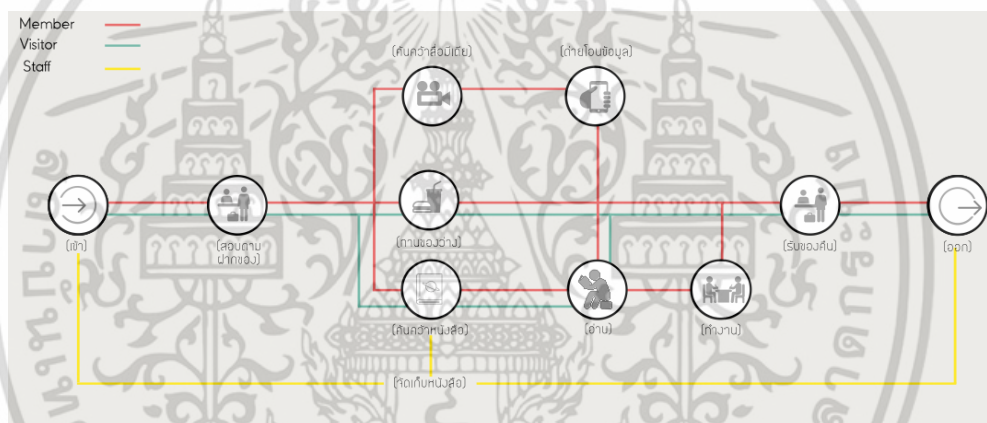 Member
Visitor
Staff
(ค้นคว้าสื่อมีเดีย)
(ถ่ายโอนข้อมูล)
(เข้า)
(สอบถาม
ฝากของ)
(ทานของว่าง)
(รับของคืน)
(ออก)
(ค้นคว้าหนังสือ)
(อ่าน)
(ทำงาน)
(จัดเก็บหนังสือ)